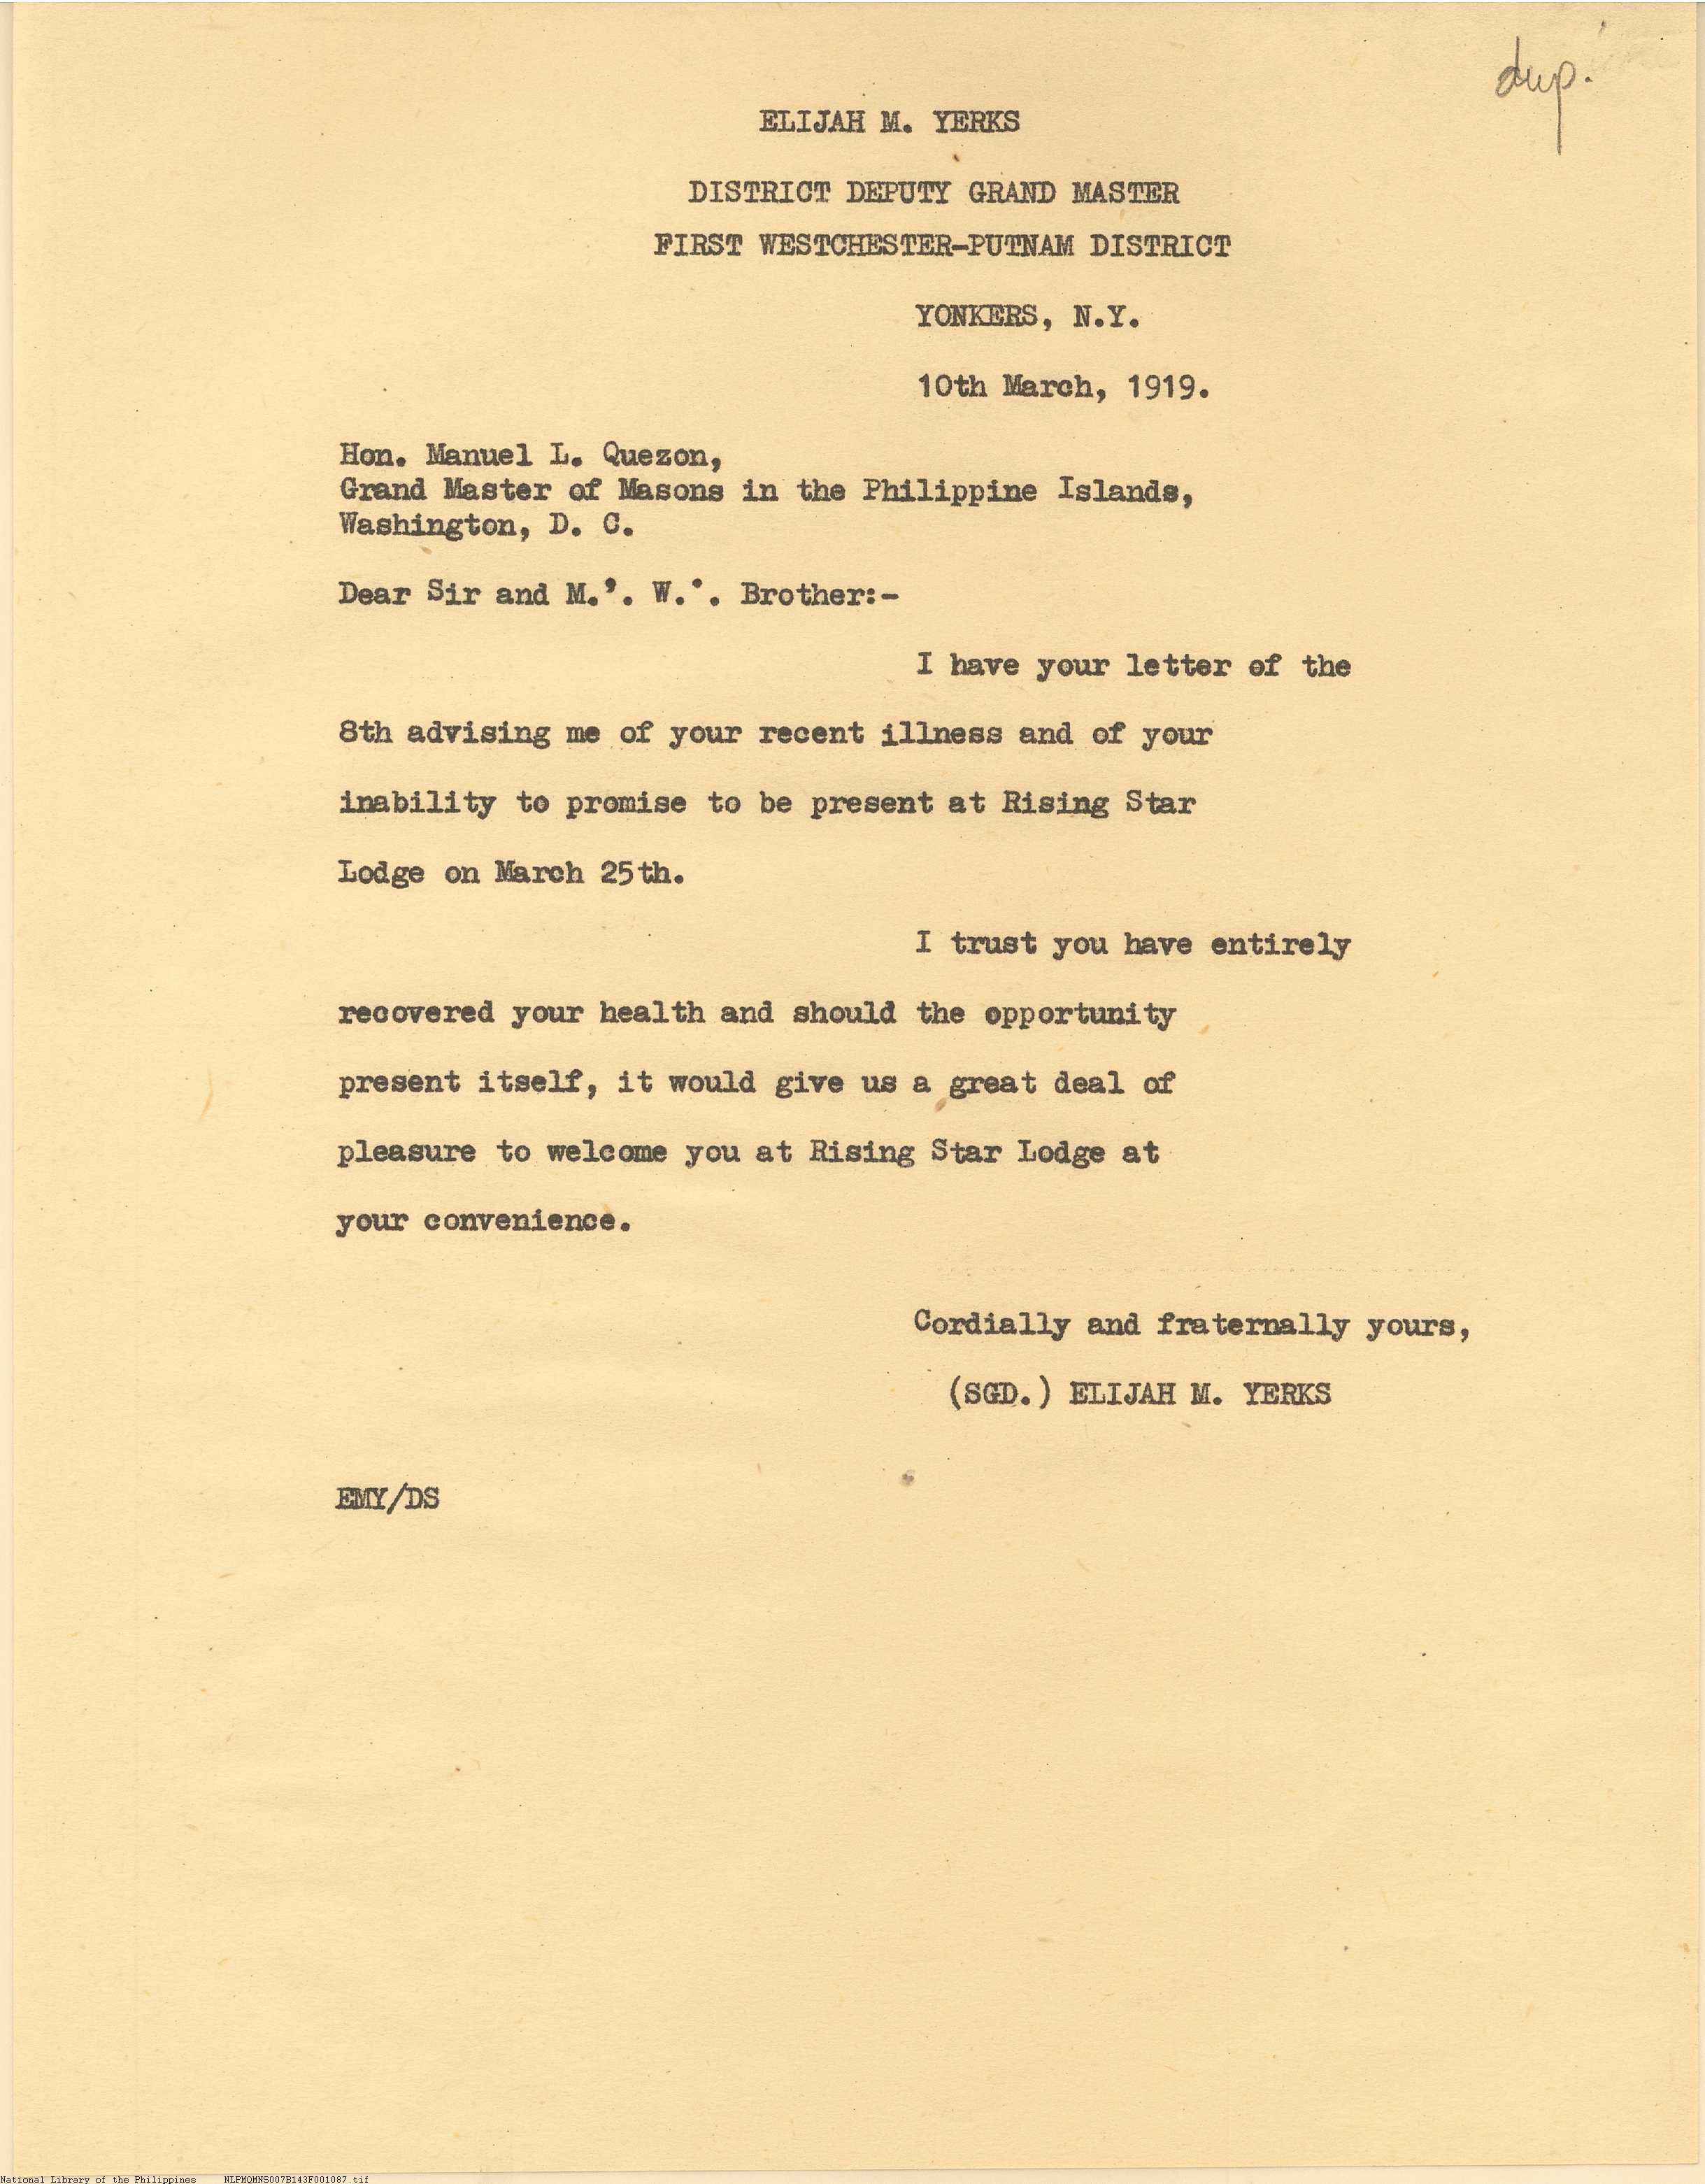 dup.
ELIJAH M. YERKS
DISTRICT DEPUTY GRAND MASTER
FIRST WESTCHESTER-PUTNAM DISTRICT
YONKERS, N.Y.
10th March, 1919.
Hon. Manuel L. Quezon,
Grand Master of Masons in the Philippine Islands,
Washington, D. C.
Dear Sir and M.'. W.'. Brother:-
I have your letter of the
8th advising me of your recent illness and of your
inability to promise to be present at Rising Star
Lodge on March 25th.
I trust you have entirely
recovered your health and should the opportunity
present itself, it would give us a great deal of
pleasure to welcome you at Rising Star Lodge at
your convenience.
Cordially and fraternally yours,
(SGD.) ELIJAH M. YERKS
EMY/DS
National Library of the Philippines NLPMQMNS007B143F001087.tif